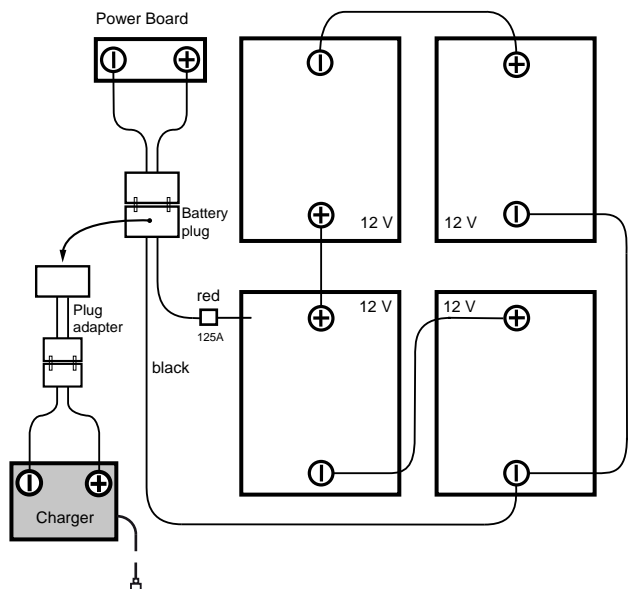 Power Board
12 V
12 V
Battery
plug
Plug
adapter
red
125A
12 V
12 V
black
Charger